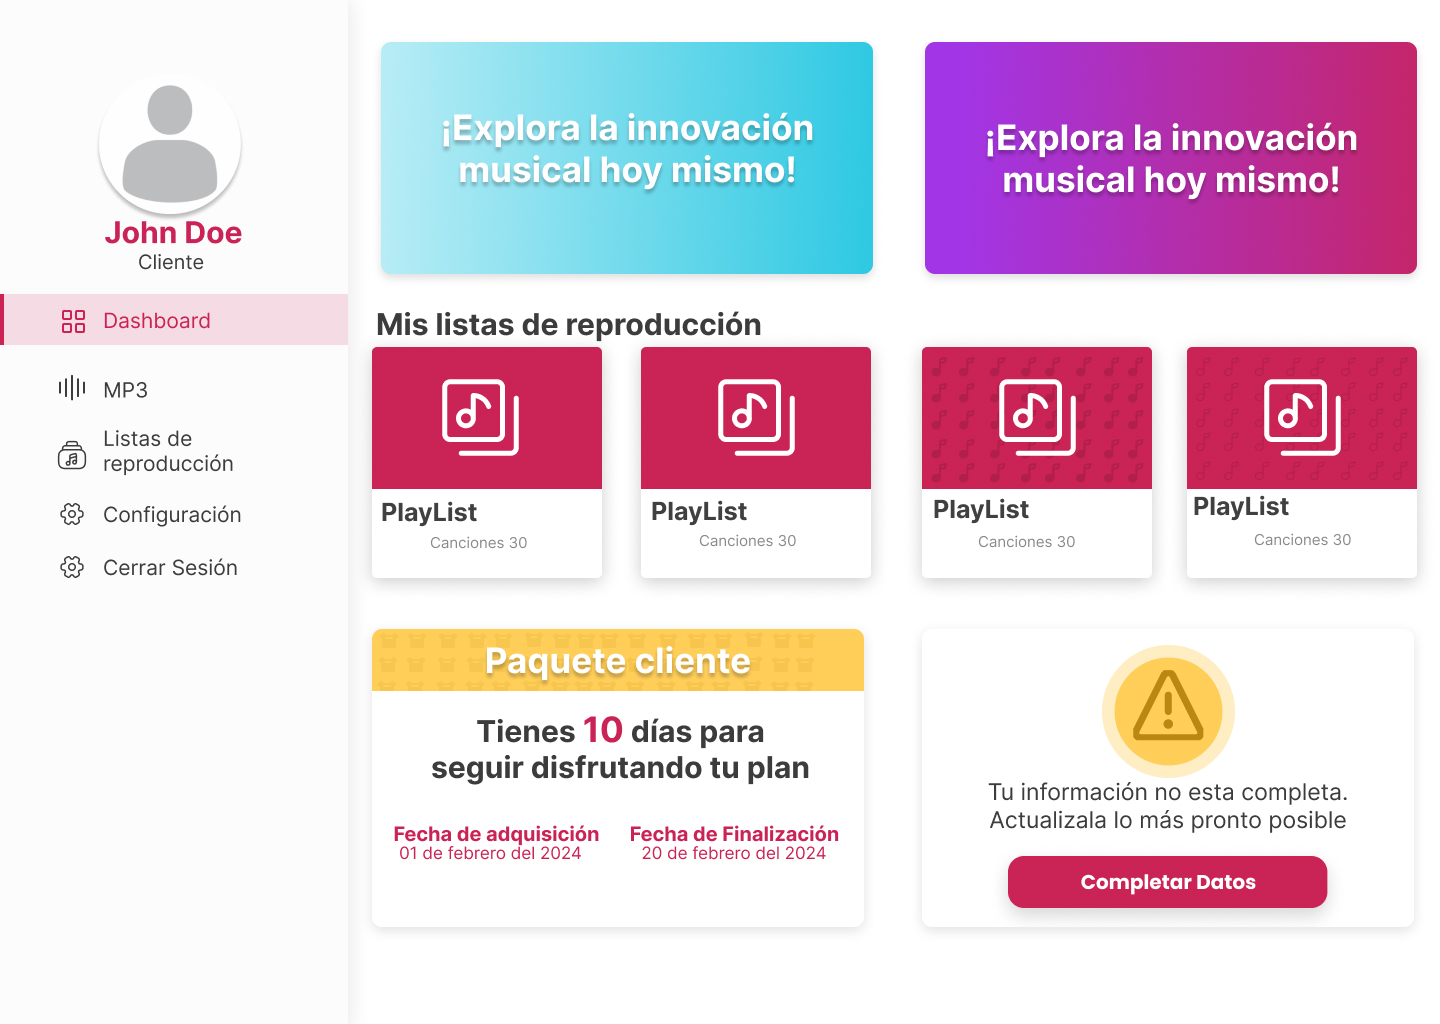 John Doe
Cliente
Dashboard
MP3
Listas de
reproducción
Configuración
Cerrar Sesión
¡Explora la innovación
musical hoy mismo!
¡Explora la innovación
musical hoy mismo!
Mis listas de reproducción
PlayList
Canciones 30
PlayList
Canciones 30
PlayList
Canciones 30
PlayList
Canciones 30
Paquete cliente
Tienes 10 días para
seguir disfrutando tu plan
Fecha de adquisición
01 de febrero del 2024
Fecha de Finalización
20 de febrero del 2024
Tu información no esta completa.
Actualizala lo más pronto posible
Completar Datos